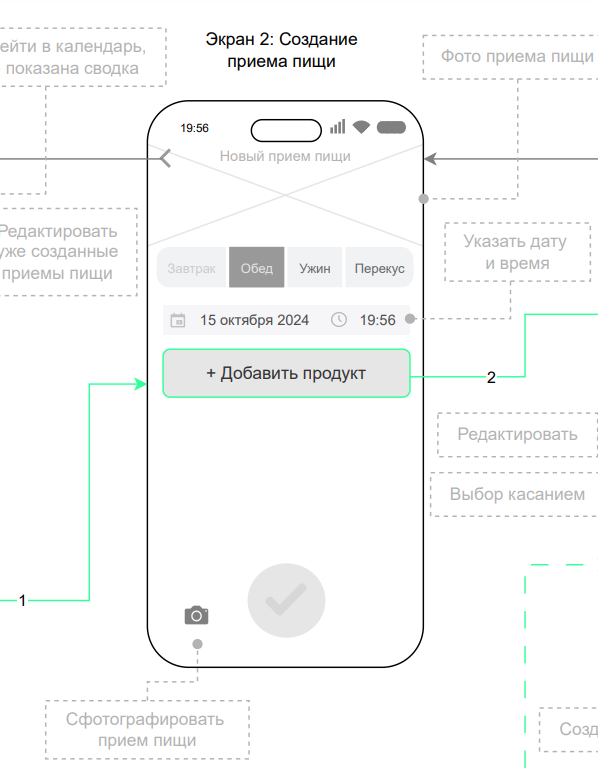 Экран 2: Создание
приема пищи
ейти в календарь,
показана сводка
Фото приема пищи
19:56
Новый прием пищи
Редактировать
уже созданные
приемы пищи
Указать дату
и время
Завтрак
Обед
Ужин
Перекус
15 октября 2024
19:56
+ Добавить продукт
2
Редактировать
Выбор касанием
1
Сфотографировать
прием пищи
Созд